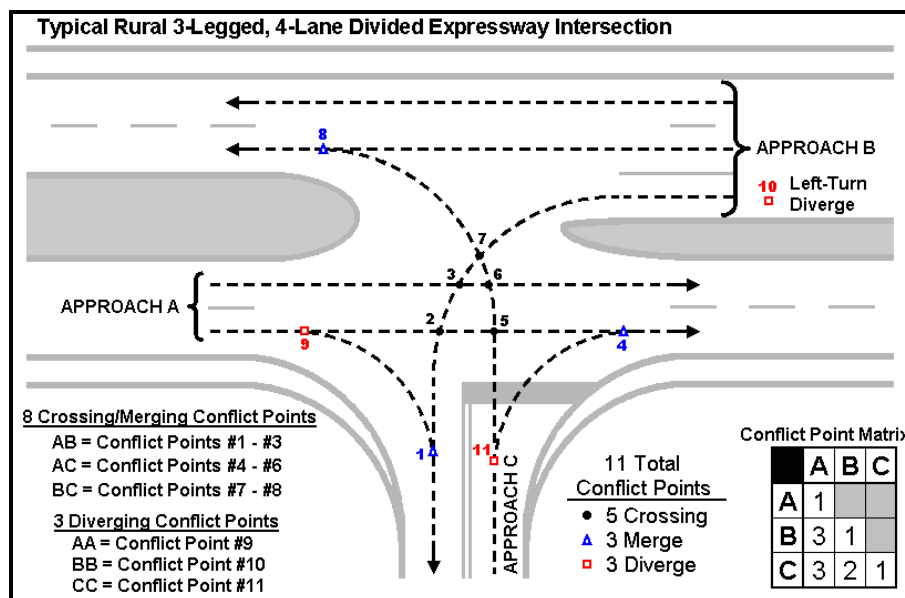 Typical Rural 3-Legged, 4-Lane Divided Expressway Intersection
8
APPROACH B
10 Left-Turn
Diverge
7
3
6
APPROACH A
2
5
9
4
8 Crossing/Merging Conflict Points
AB = Conflict Points #1 - #3
AC = Conflict Points #4 - #6
BC = Conflict Points #7 - #8
3 Diverging Conflict Points
AA = Conflict Point #9
BB = Conflict Point #10
CC = Conflict Point #11
1
11
APPROACH C
11 Total
Conflict Points
5 Crossing
3 Merge
3 Diverge
Conflict Point Matrix
A B C
A 1
B 3 1
C 3 2 1